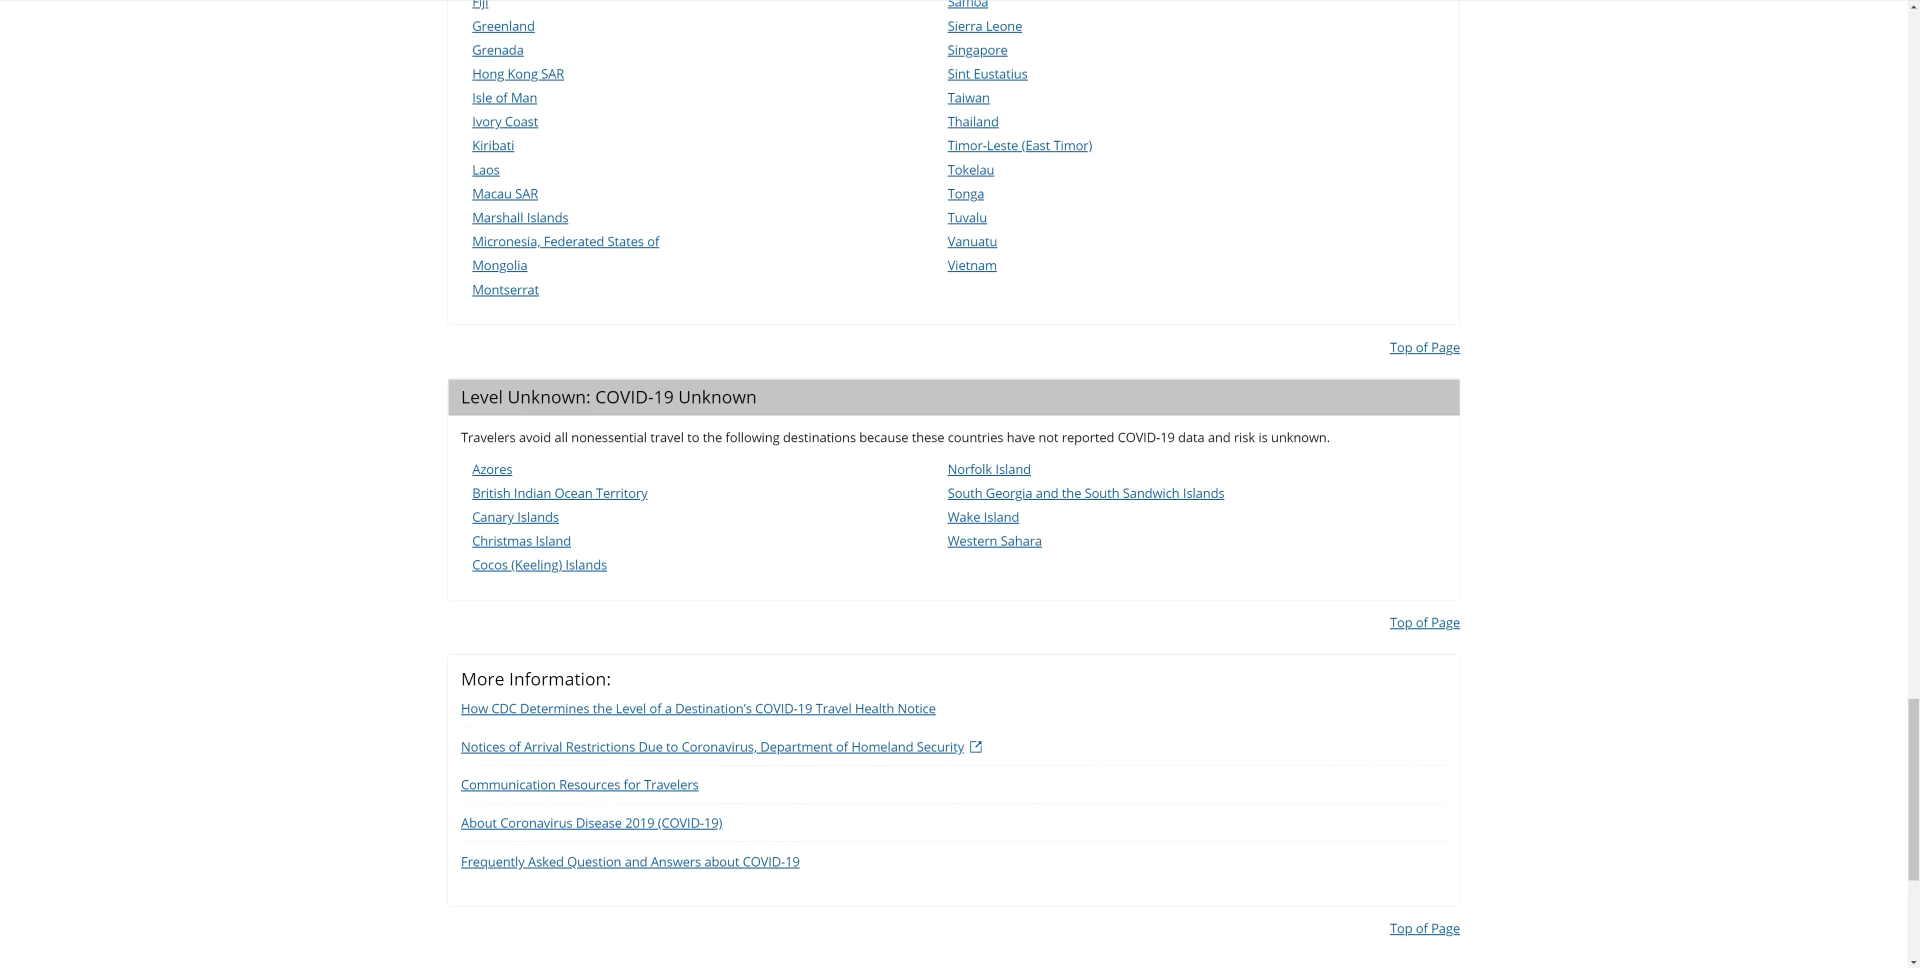 Fiji
Greenland
Grenada
Hong Kong SAR
Isle of Man
Ivory Coast
Kiribati
Laos
Macau SAR
Marshall Islands
Micronesia, Federated States of
Mongolia
Montserrat
Samoa
Sierra Leone
Singapore
Sint Eustatius
Taiwan
Thailand
Timor-Leste (East Timor)
Tokelau
Tonga
Tuvalu
Vanuatu
Vietnam
Top of Page
Level Unknown: COVID-19 Unknown
Travelers avoid all nonessential travel to the following destinations because these countries have not reported COVID-19 data and risk is unknown.
Azores
British Indian Ocean Territory
Canary Islands
Christmas Island
Cocos (Keeling) Islands
Norfolk Island
South Georgia and the South Sandwich Islands
Wake Island
Western Sahara
Top of Page
More Information:
How CDC Determines the Level of a Destination’s COVID-19 Travel Health Notice
Notices of Arrival Restrictions Due to Coronavirus, Department of Homeland Security
Communication Resources for Travelers
About Coronavirus Disease 2019 (COVID-19)
Frequently Asked Question and Answers about COVID-19
Top of Page